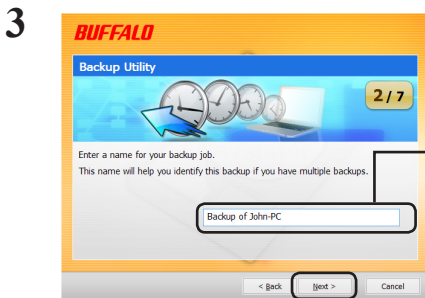 3
BUFFALO
Backup Utility
2 / 7
Enter a name for your backup job.
This name will help you identify this backup if you have multiple backups.
Backup of John-PC
< Back Next > Cancel